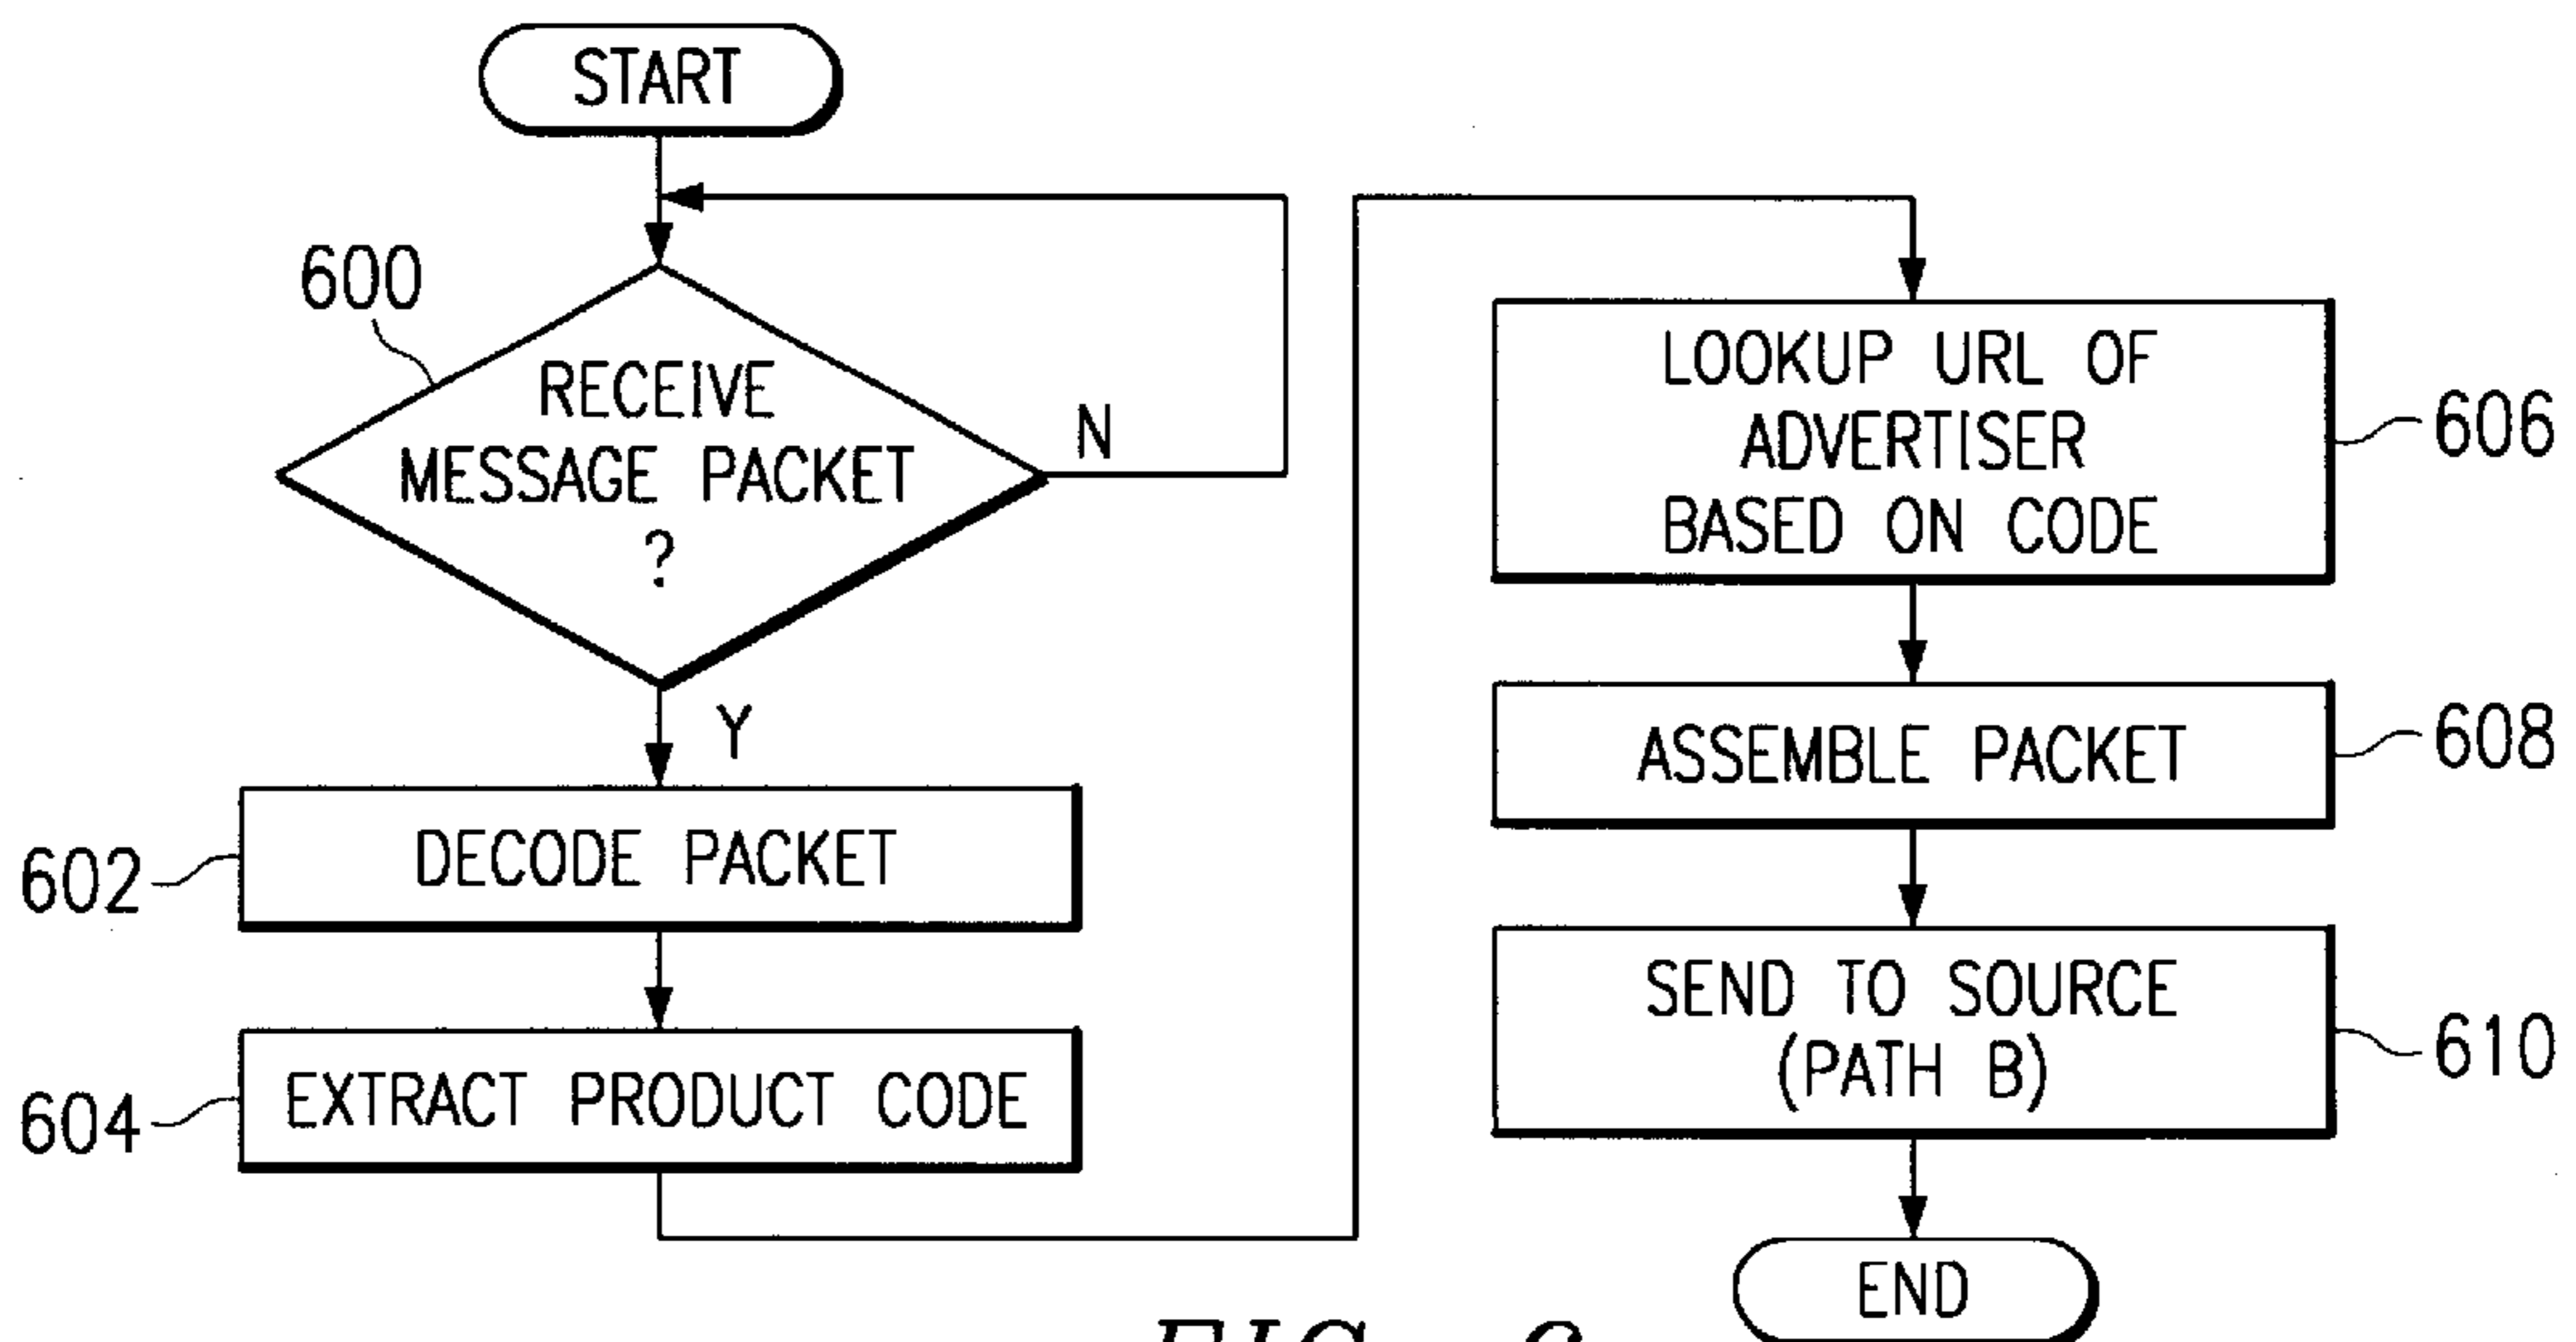 START
600
RECEIVE
MESSAGE PACKET
?
N
Y
602
DECODE PACKET
604
EXTRACT PRODUCT CODE
LOOKUP URL OF
ADVERTISER
BASED ON CODE
606
ASSEMBLE PACKET
608
SEND TO SOURCE
(PATH B)
610
END